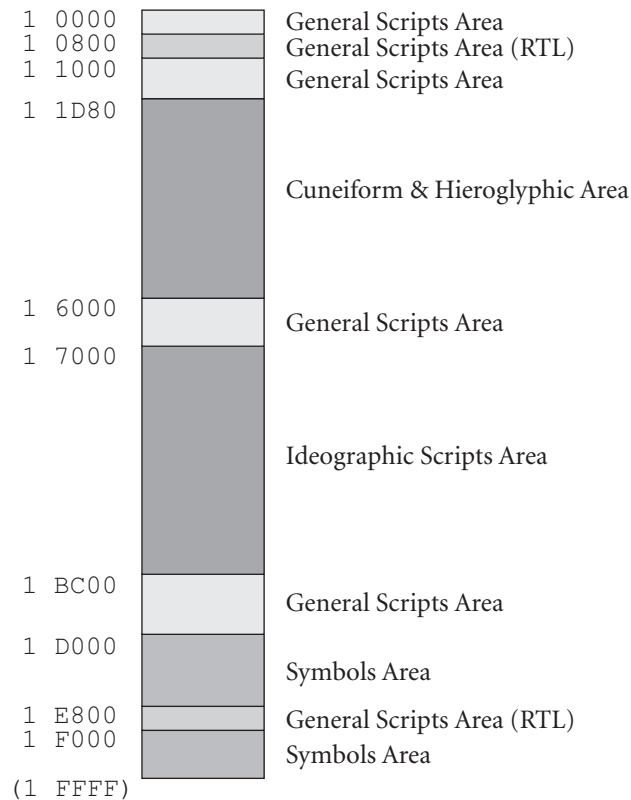 1 0000 General Scripts Area
1 0800 General Scripts Area (RTL)
1 1000 General Scripts Area
1 1D80
Cuneiform & Hieroglyphic Area
1 6000
General Scripts Area
1 7000
Ideographic Scripts Area
1 BC00
General Scripts Area
1 D000
Symbols Area
1 E800 General Scripts Area (RTL)
1 F000
Symbols Area
(1 FFFF)